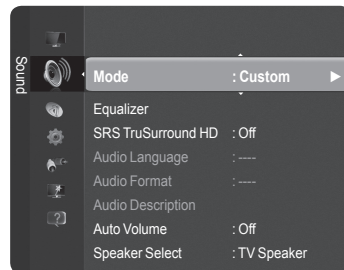 Sound
Mode : Custom ►
Equalizer
SRS TruSurround HD : Off
Audio Language : ----
Audio Format : ----
Audio Description
Auto Volume : Off
Speaker Select : TV Speaker